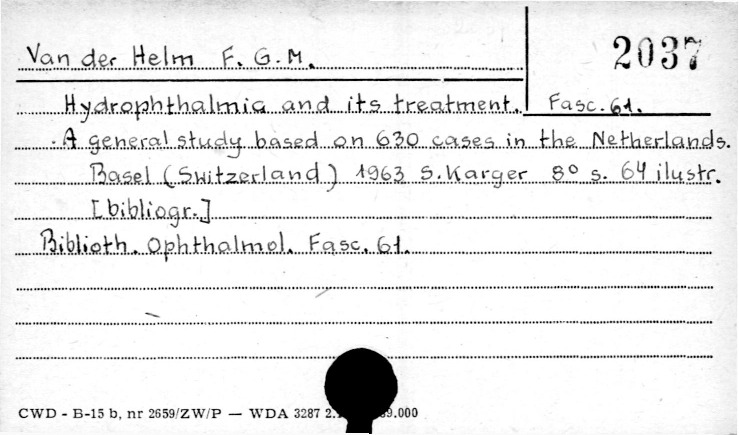 Van der Helm F. G. M.
2037
Hydrophthalmia and its treatment. Fasc. 61.
A general study based on 630 cases in the Netherlands.
Basel (Switzerland) 1963 S. Karger 8° s. 64 ilustr.
[bibliogr.]
Biblioth. Ophthalmol. Fasc. 61.
CWD - B-15 b, nr 2659/ZW/P — WDA 3287 2. 9.000